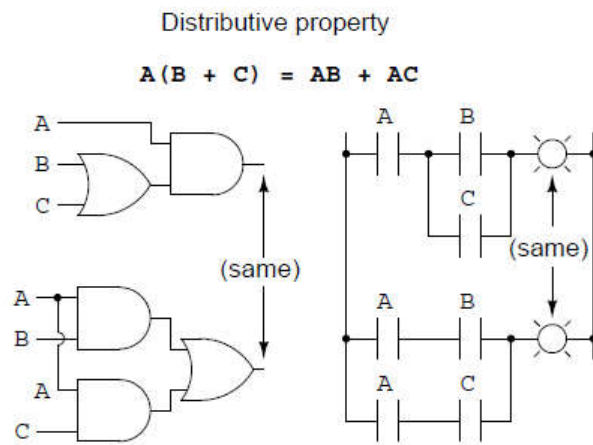 Distributive property
A(B + C) = AB + AC
A
B
C
(same)
A
B
A
C
A B
C
(same)
A B
A C